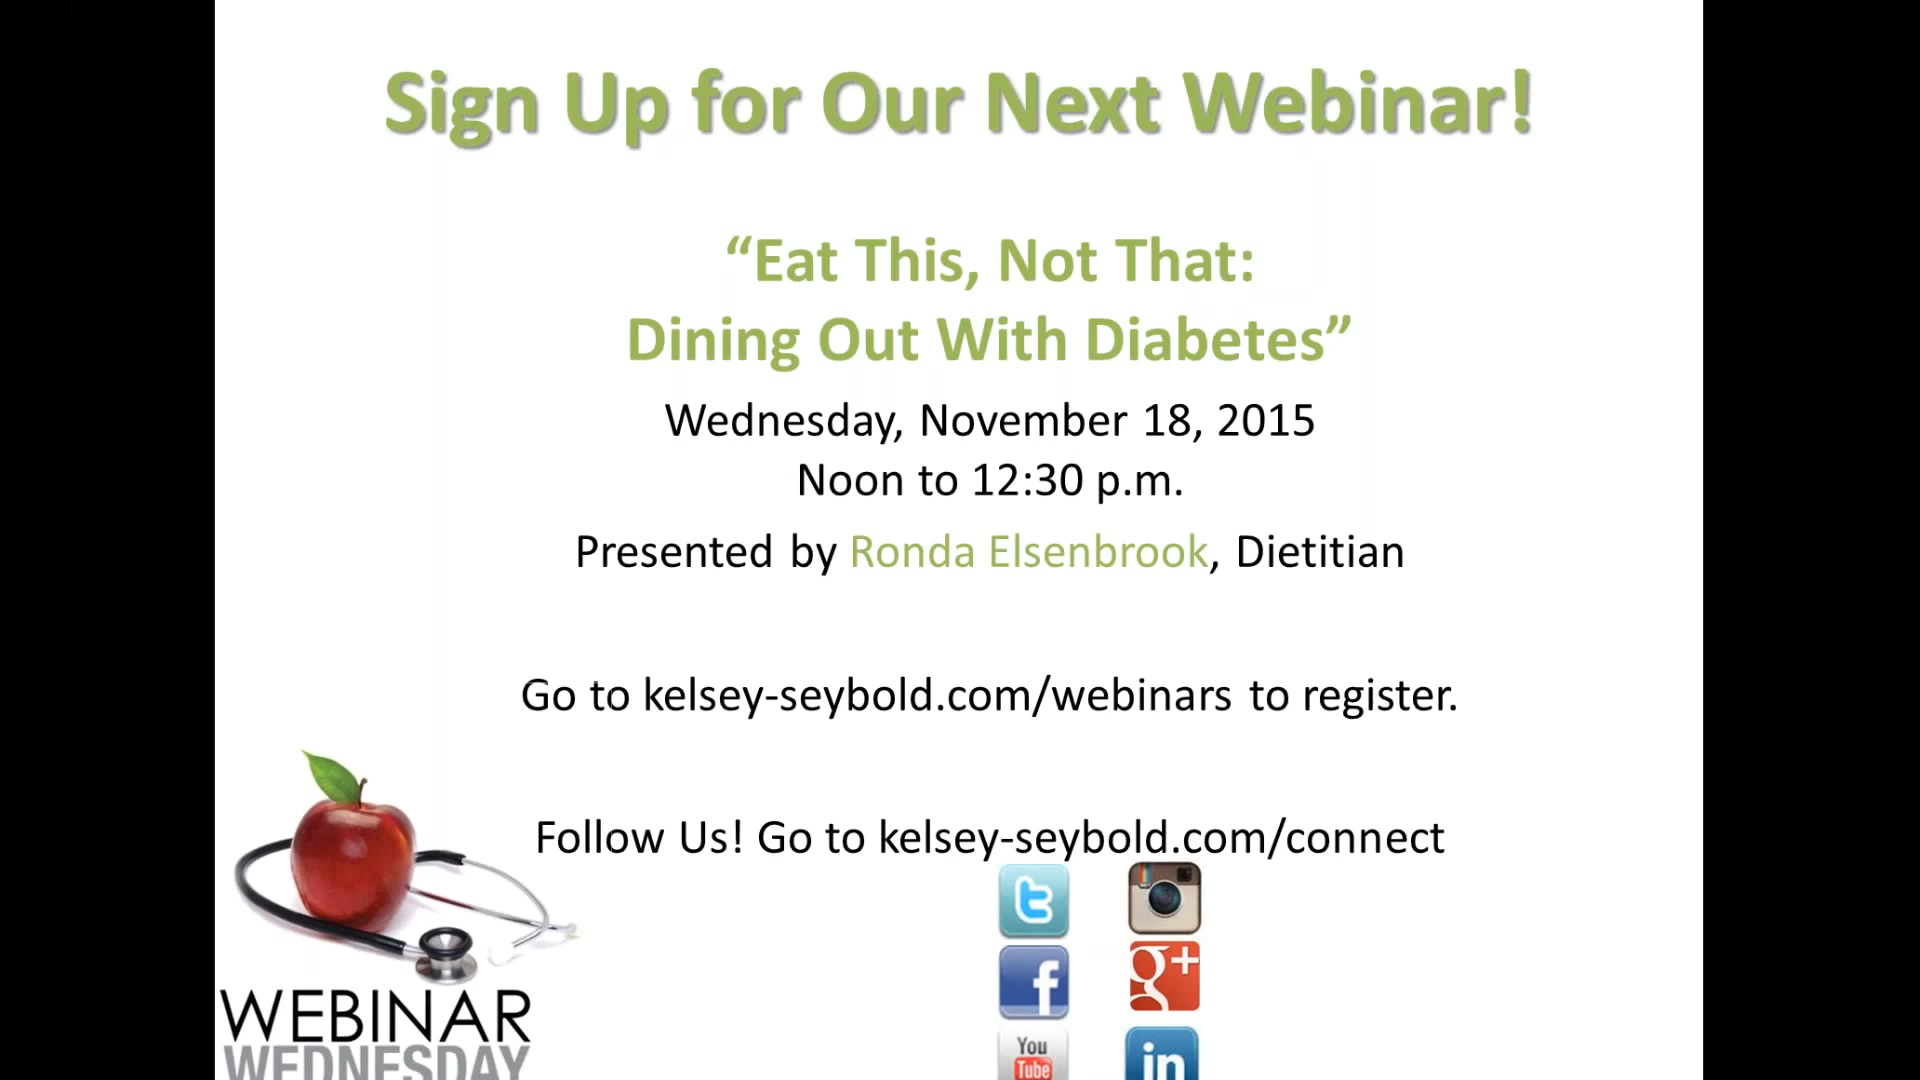 Sign Up for Our Next Webinar!
“Eat This, Not That:
Dining Out With Diabetes”
Wednesday, November 18, 2015
Noon to 12:30 p.m.
Presented by Ronda Elsenbrook, Dietitian
Go to kelsey-seybold.com/webinars to register.
Follow Us! Go to kelsey-seybold.com/connect
t
f
g+
You
Tube
in
WEBINAR
WEDNESDAY